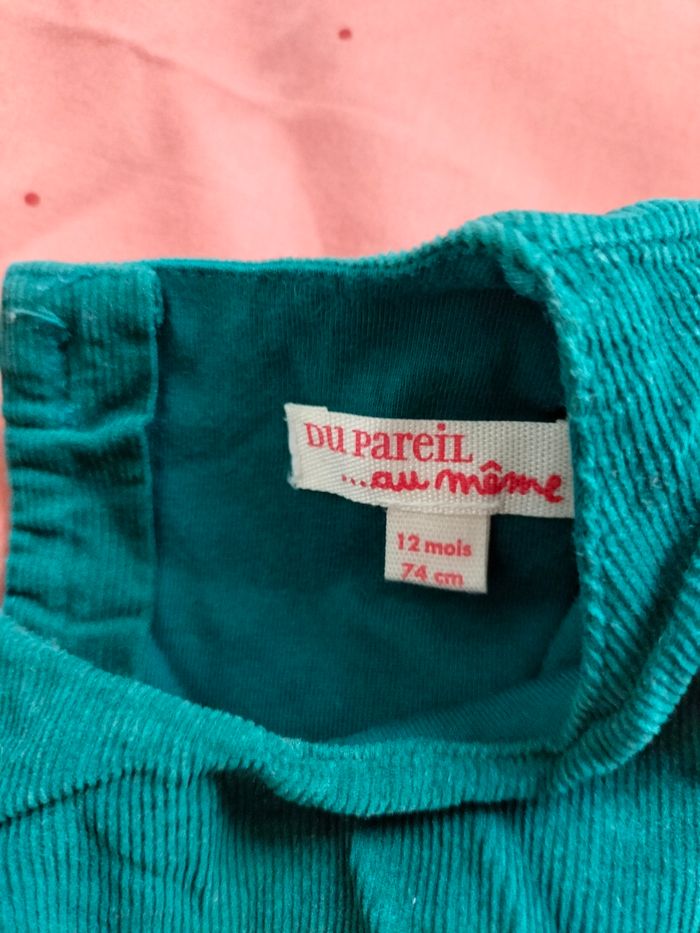 DU PAREIL
...au même
12 mois
74 cm